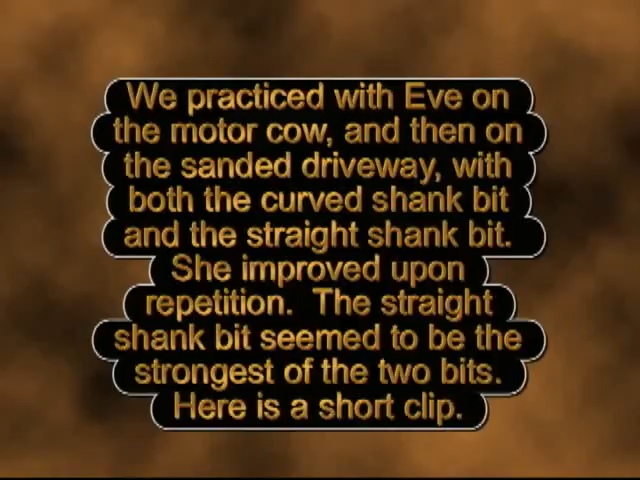 We practiced with Eve on
the motor cow, and then on
the sanded driveway, with
both the curved shank bit
and the straight shank bit.
She improved upon
repetition.  The straight
shank bit seemed to be the
strongest of the two bits.
Here is a short clip.